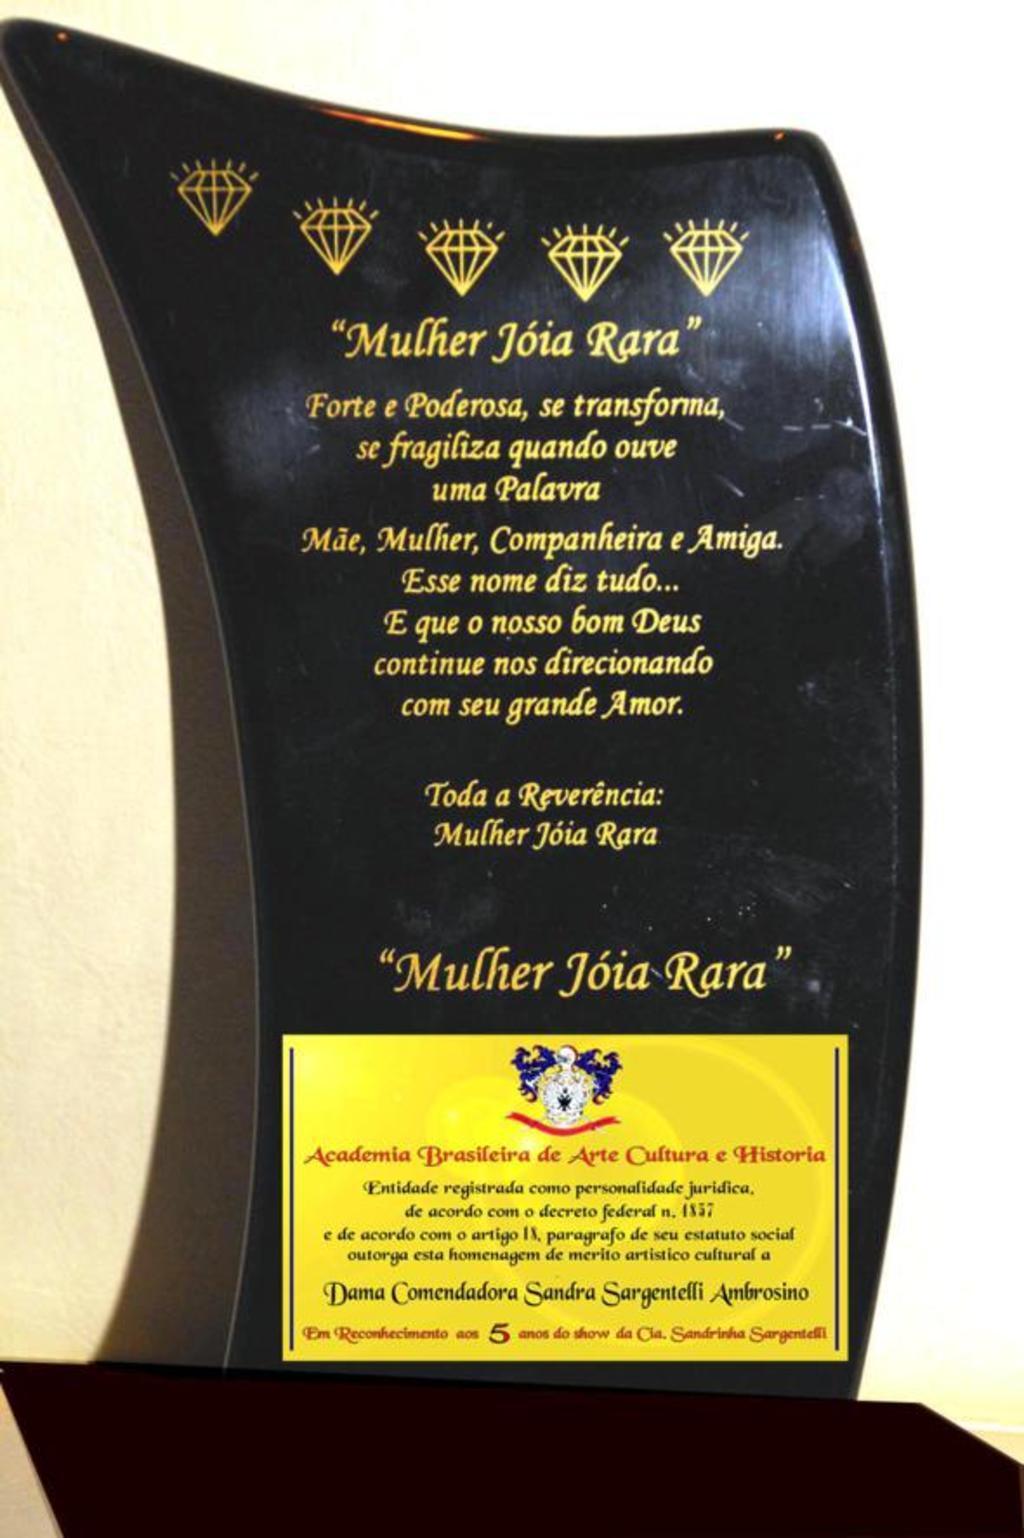 “Mulher Jóia Rara”
Forte e Poderosa, se transforma,
se fragiliza quando ouve
uma Palavra
Mãe, Mulher, Companheira e Amiga.
Esse nome diz tudo...
E que o nosso bom Deus
continue nos direcionando
com seu grande Amor.
Toda a Reverência:
Mulher Jóia Rara
“Mulher Jóia Rara”
Academia Brasileira de Arte Cultura e Historia
Entidade registrada como personalidade juridica,
de acordo com o decreto federal n. 1857
e de acordo com o artigo 18, paragrafo de seu estatuto social
outorga esta homenagem de merito artistico cultural a
Dama Comendadora Sandra Sargentelli Ambrosino
Em Reconhecimento aos 5 anos do show da Cia. Sandrinha Sargentelli